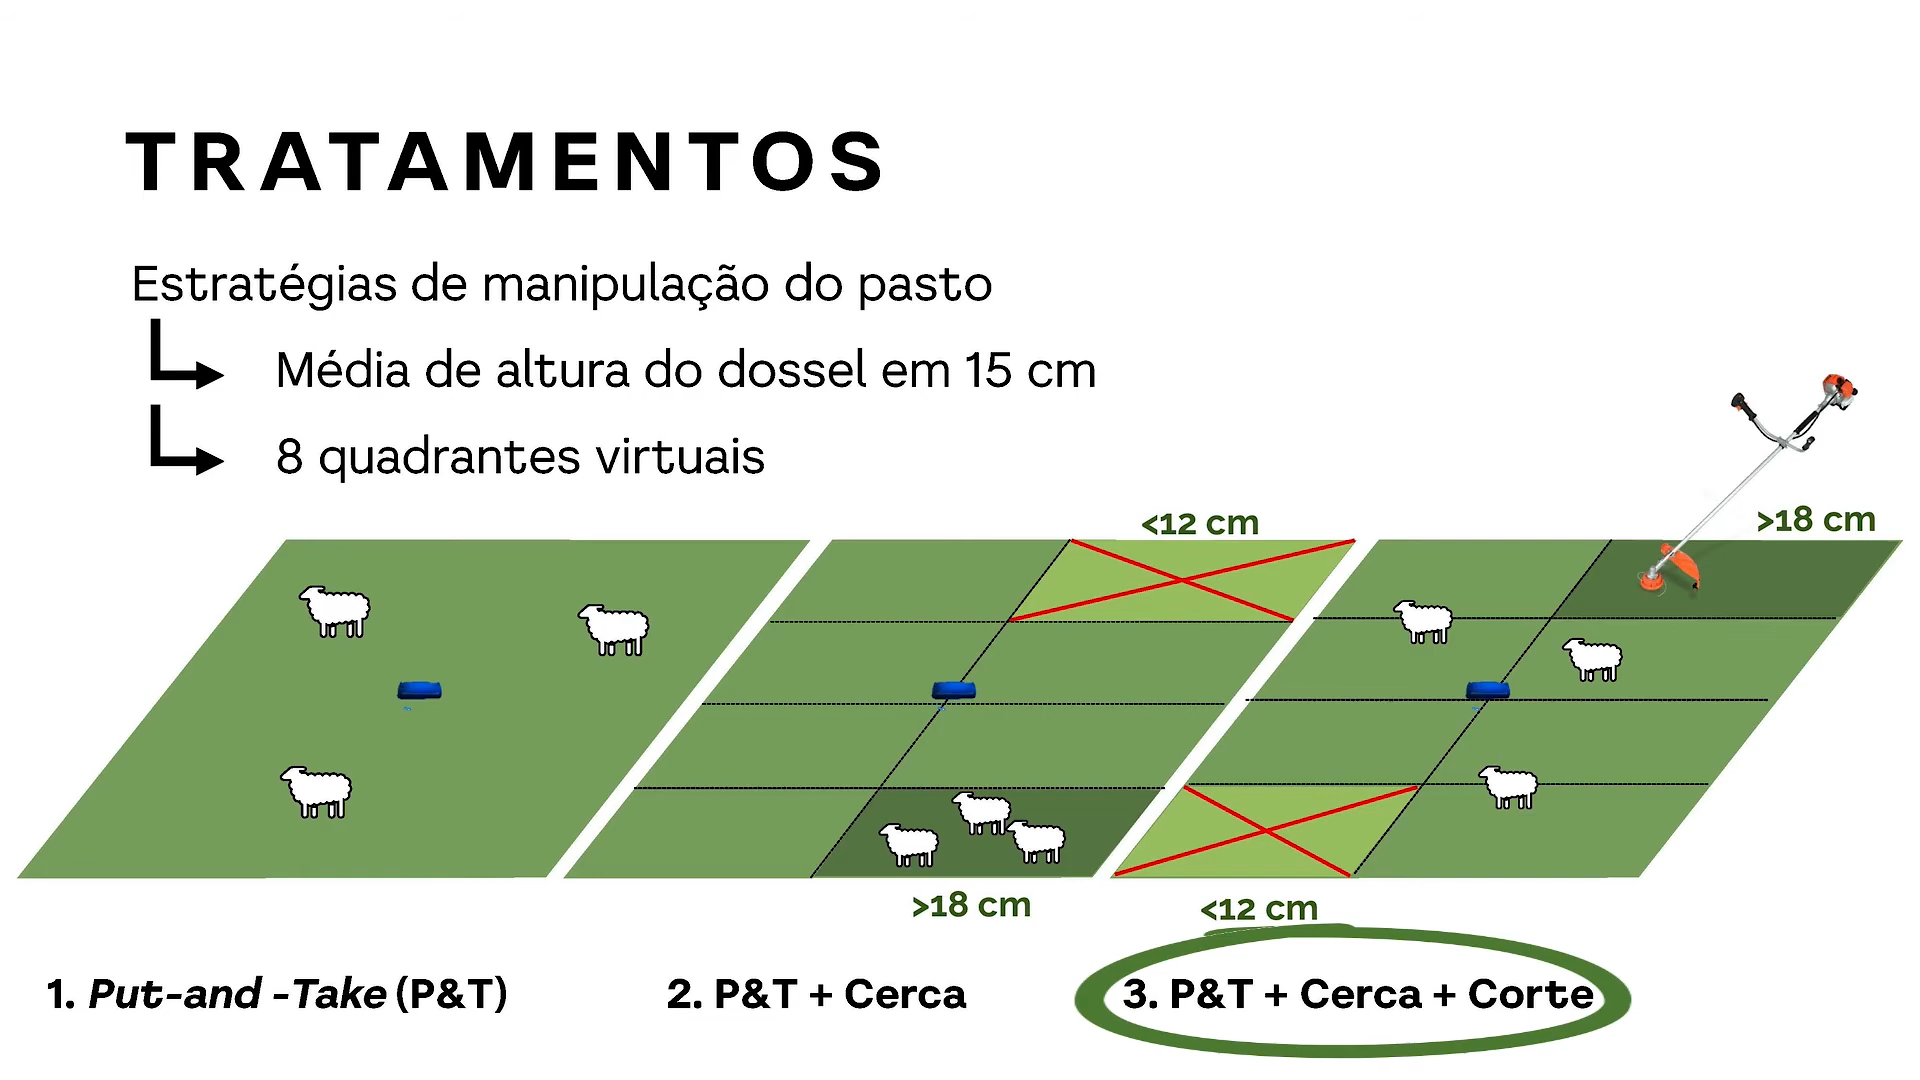 TRATAMENTOS
Estratégias de manipulação do pasto
Média de altura do dossel em 15 cm
8 quadrantes virtuais
<12 cm
>18 cm
>18 cm
<12 cm
1. Put-and -Take (P&T)
2. P&T + Cerca
3. P&T + Cerca + Corte